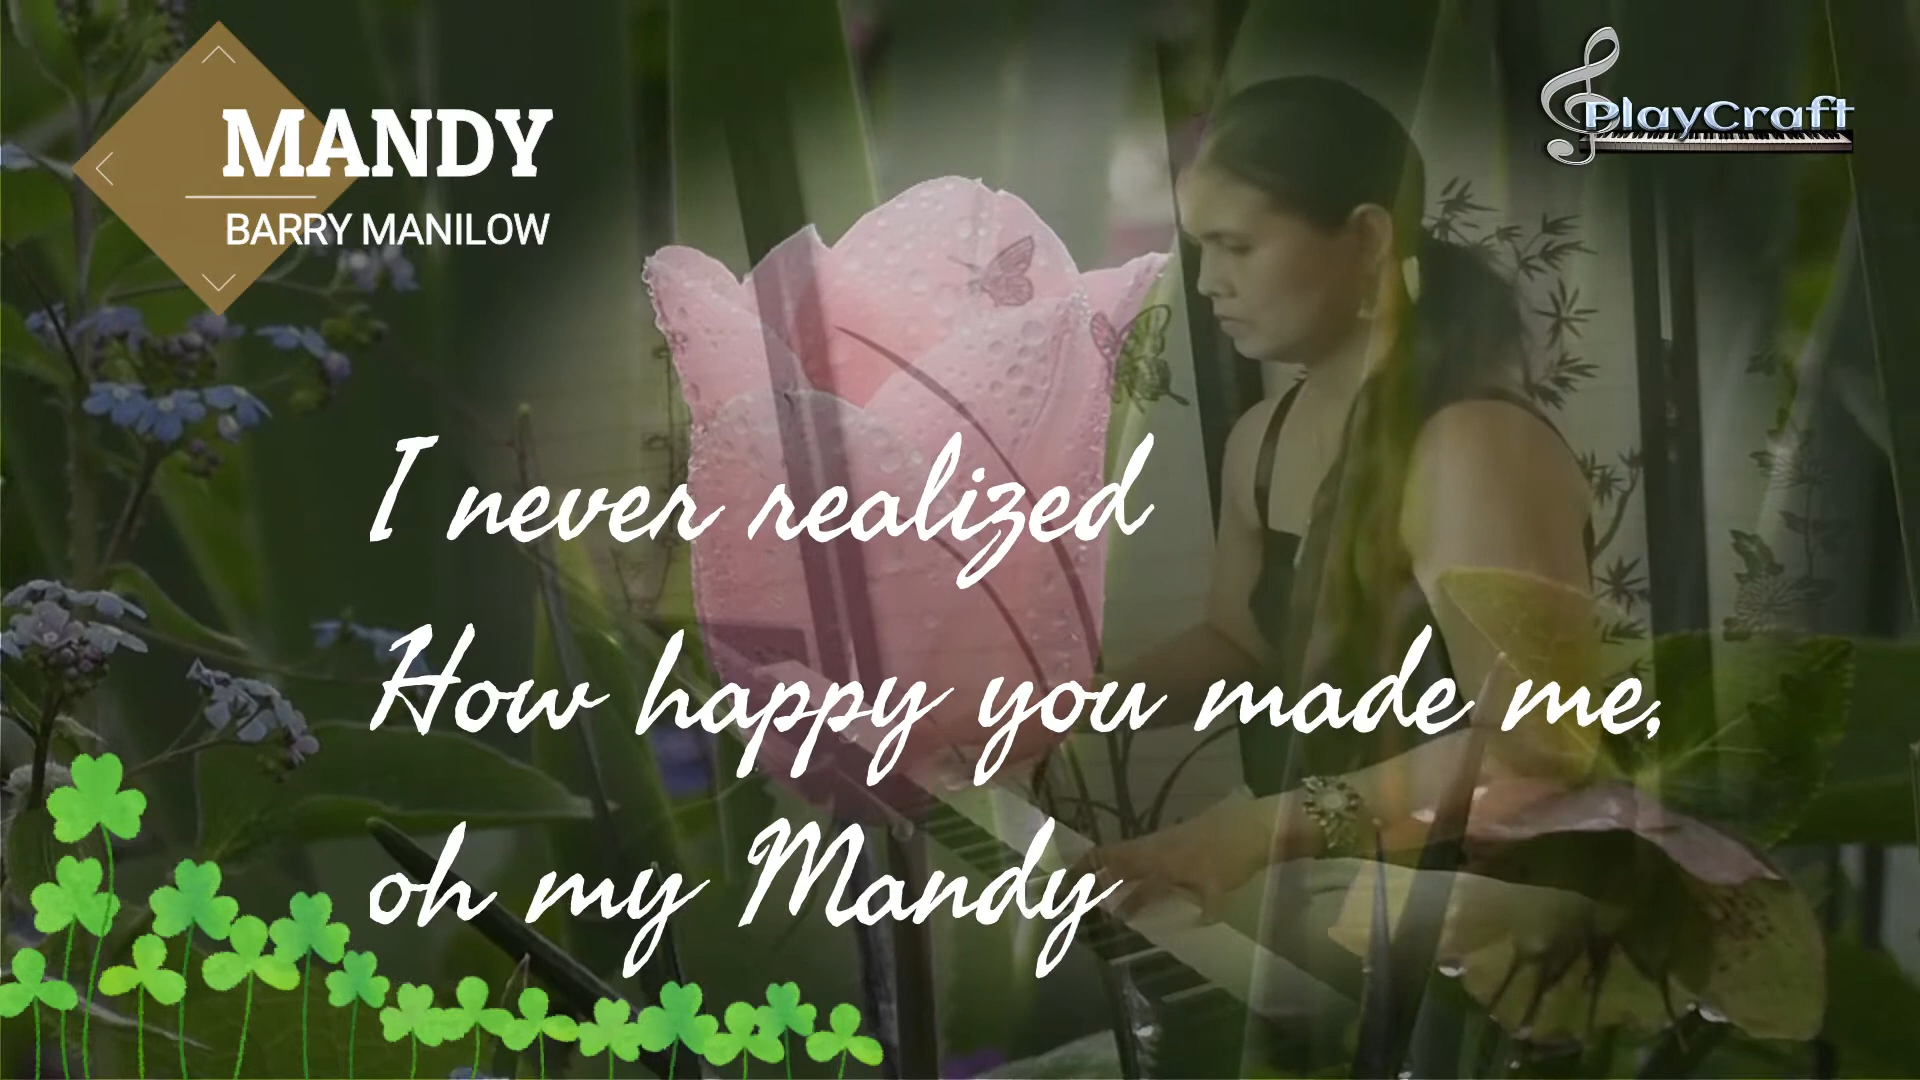 MANDY
BARRY MANILOW
PlayCraft
I never realized
How happy you made me,
oh my Mandy